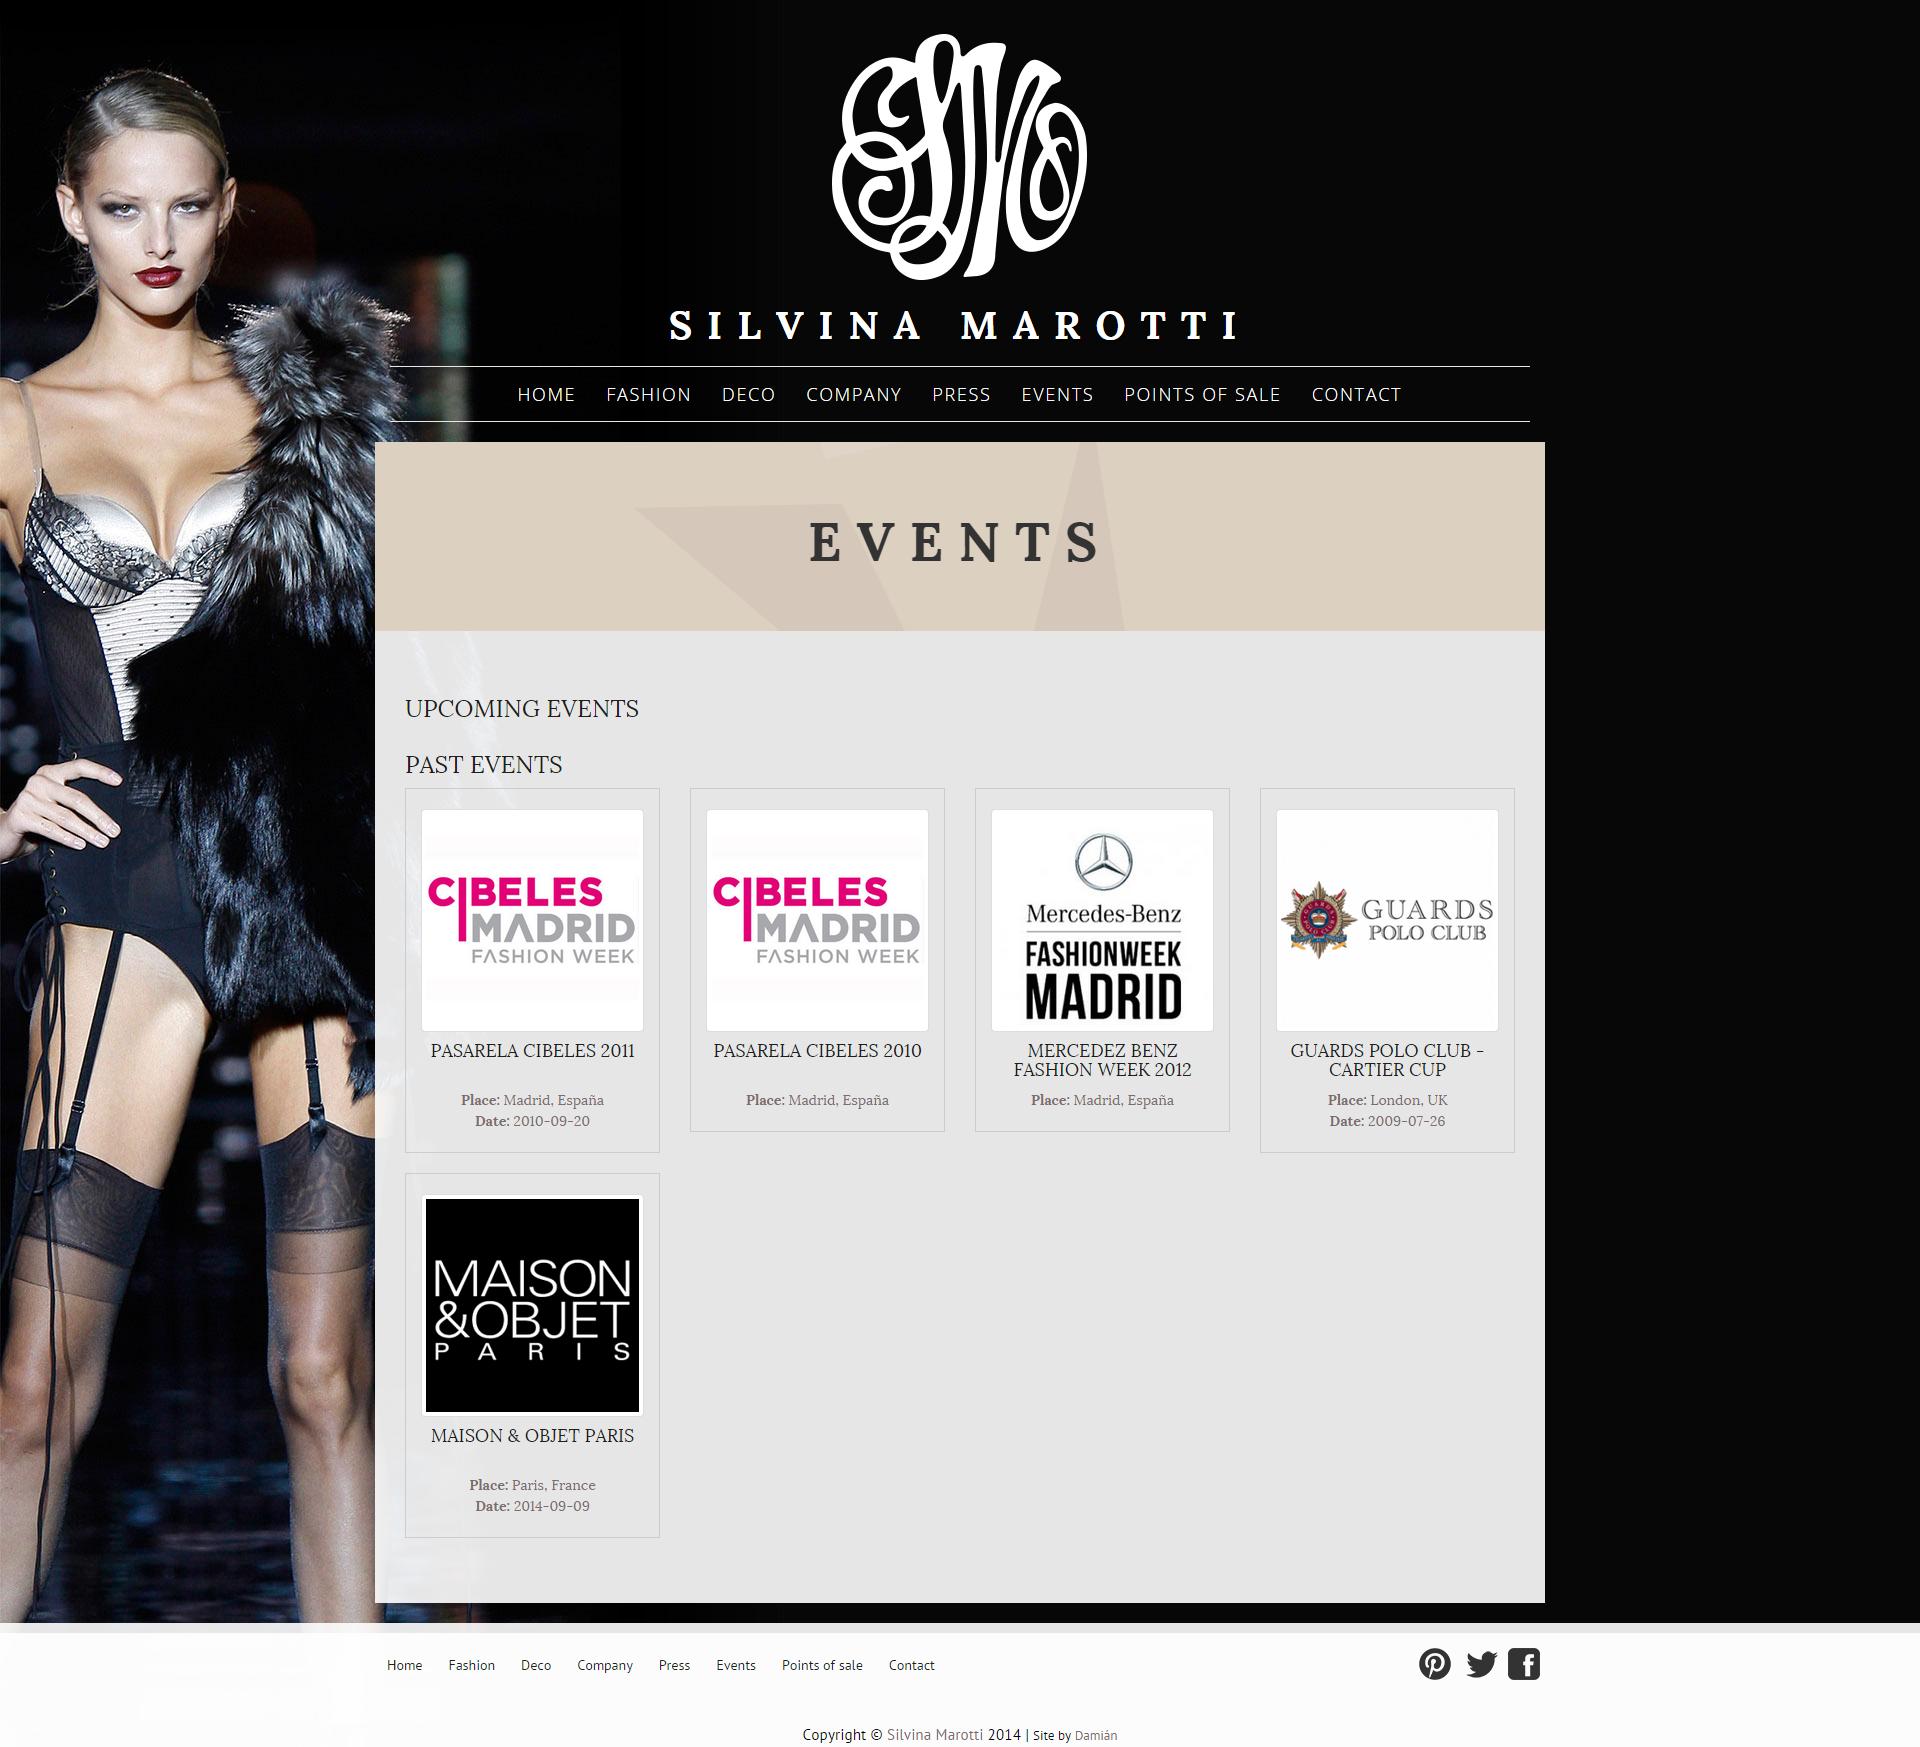 SILVINA MAROTTI
HOME FASHION DECO COMPANY PRESS EVENTS POINTS OF SALE CONTACT
EVENTS
UPCOMING EVENTS
PAST EVENTS
CIBELES
MADRID
FASHION WEEK
PASARELA CIBELES 2011
Place: Madrid, España
Date: 2010-09-20
CIBELES
MADRID
FASHION WEEK
PASARELA CIBELES 2010
Place: Madrid, España
Mercedes-Benz
FASHIONWEEK
MADRID
MERCEDEZ BENZ
FASHION WEEK 2012
Place: Madrid, España
GUARDS
POLO CLUB
GUARDS POLO CLUB -
CARTIER CUP
Place: London, UK
Date: 2009-07-26
MAISON
&OBJET
PARIS
MAISON & OBJET PARIS
Place: Paris, France
Date: 2014-09-09
Home Fashion Deco Company Press Events Points of sale Contact
Copyright © Silvina Marotti 2014 | Site by Damián